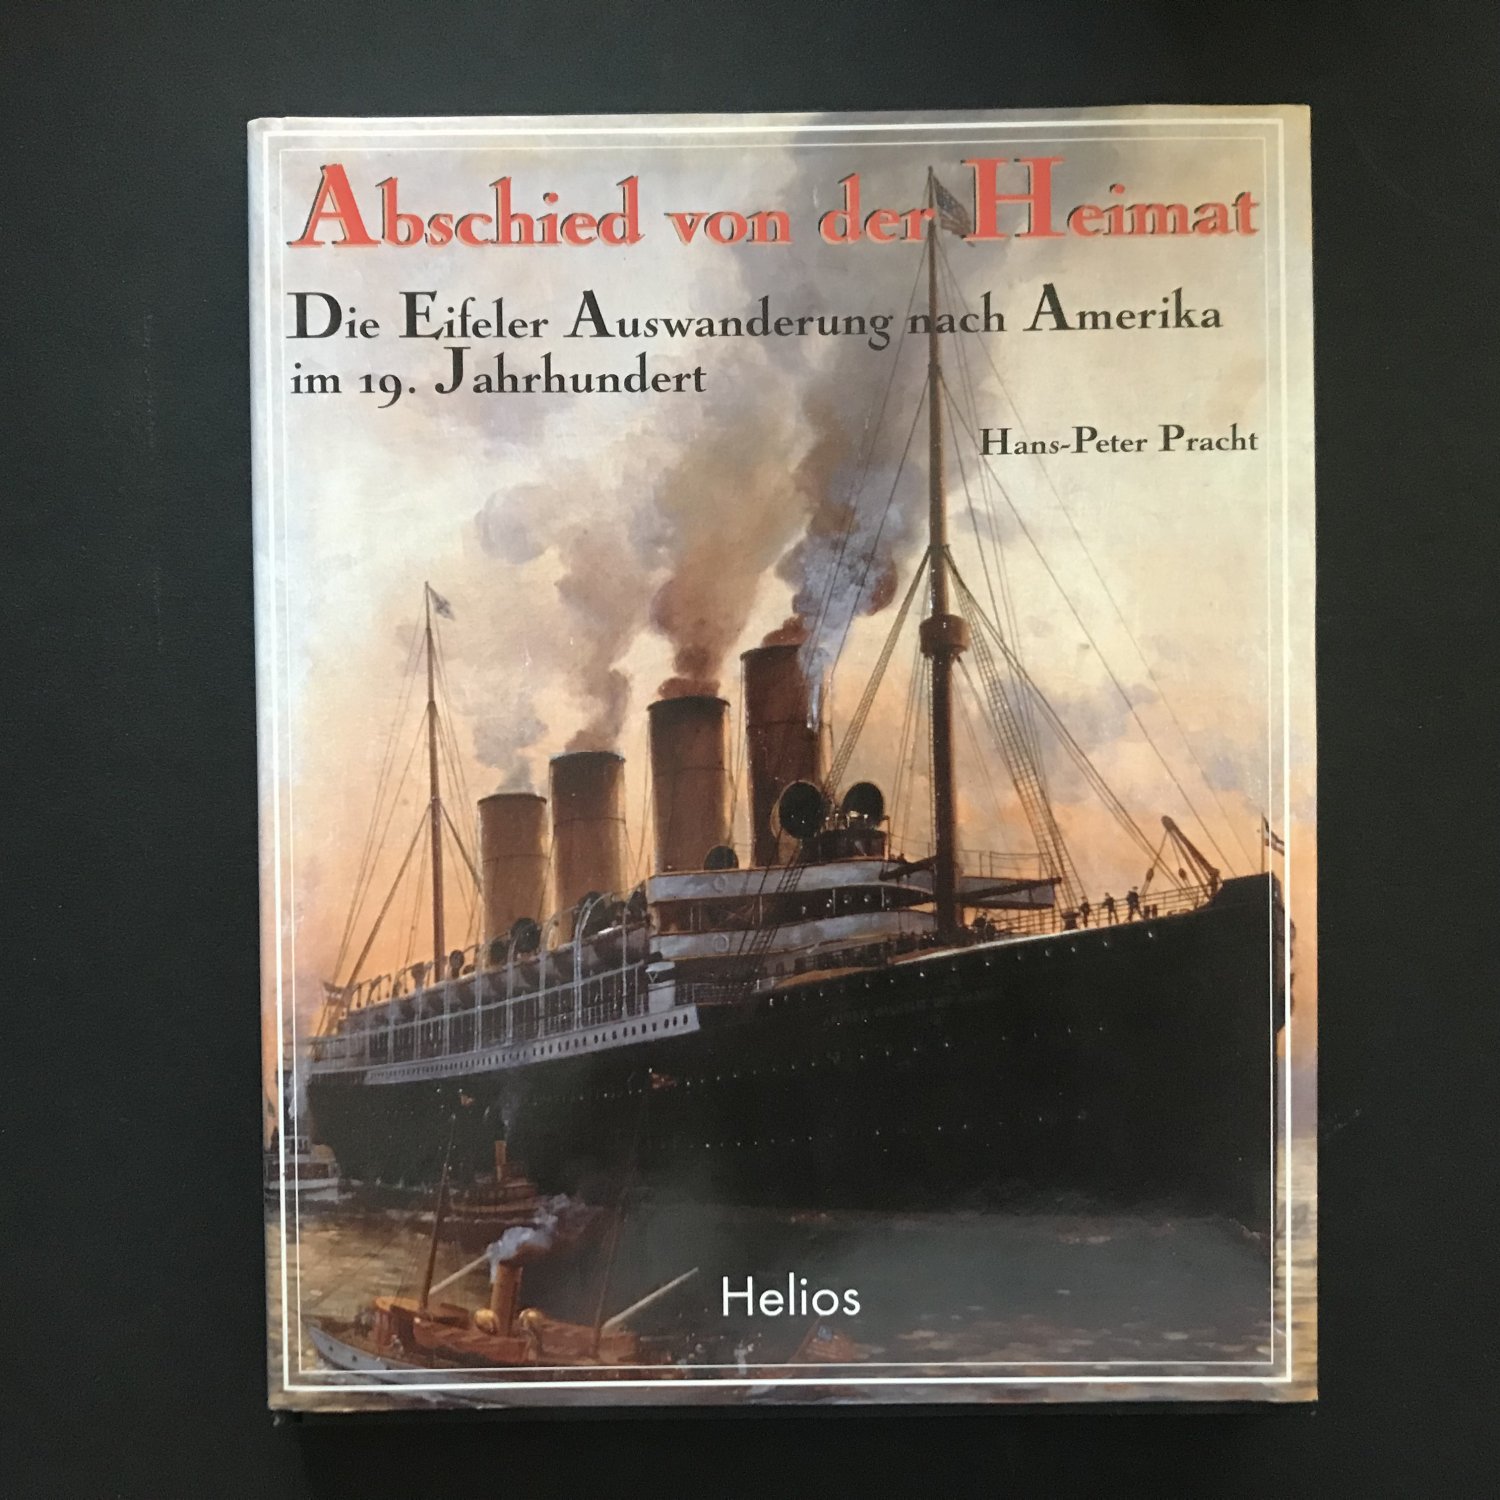 Abschied von der Heimat
Die Eifeler Auswanderung nach Amerika
im 19. Jahrhundert
Hans-Peter Pracht
Helios